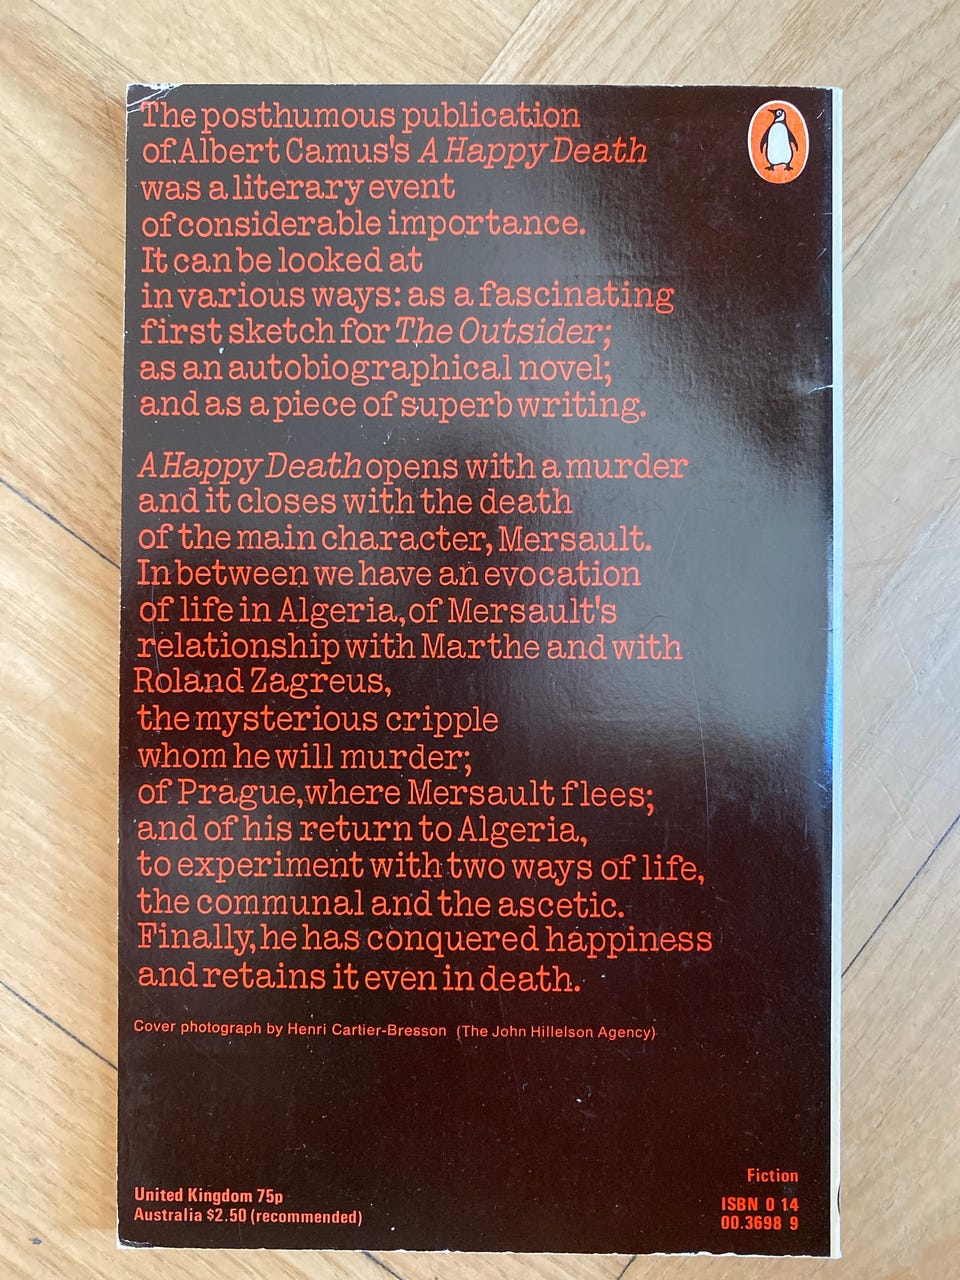 The posthumous publication
of Albert Camus's A Happy Death
was a literary event
of considerable importance.
It can be looked at
in various ways: as a fascinating
first sketch for The Outsider;
as an autobiographical novel;
and as a piece of superb writing.
A Happy Death opens with a murder
and it closes with the death
of the main character, Mersault.
In between we have an evocation
of life in Algeria, of Mersault's
relationship with Marthe and with
Roland Zagreus,
the mysterious cripple
whom he will murder;
of Prague, where Mersault flees;
and of his return to Algeria,
to experiment with two ways of life,
the communal and the ascetic.
Finally, he has conquered happiness
and retains it even in death.
Cover photograph by Henri Cartier-Bresson (The John Hillelson Agency)
United Kingdom 75p
Australia $2.50 (recommended)
Fiction
ISBN 0 14
00.3698 9